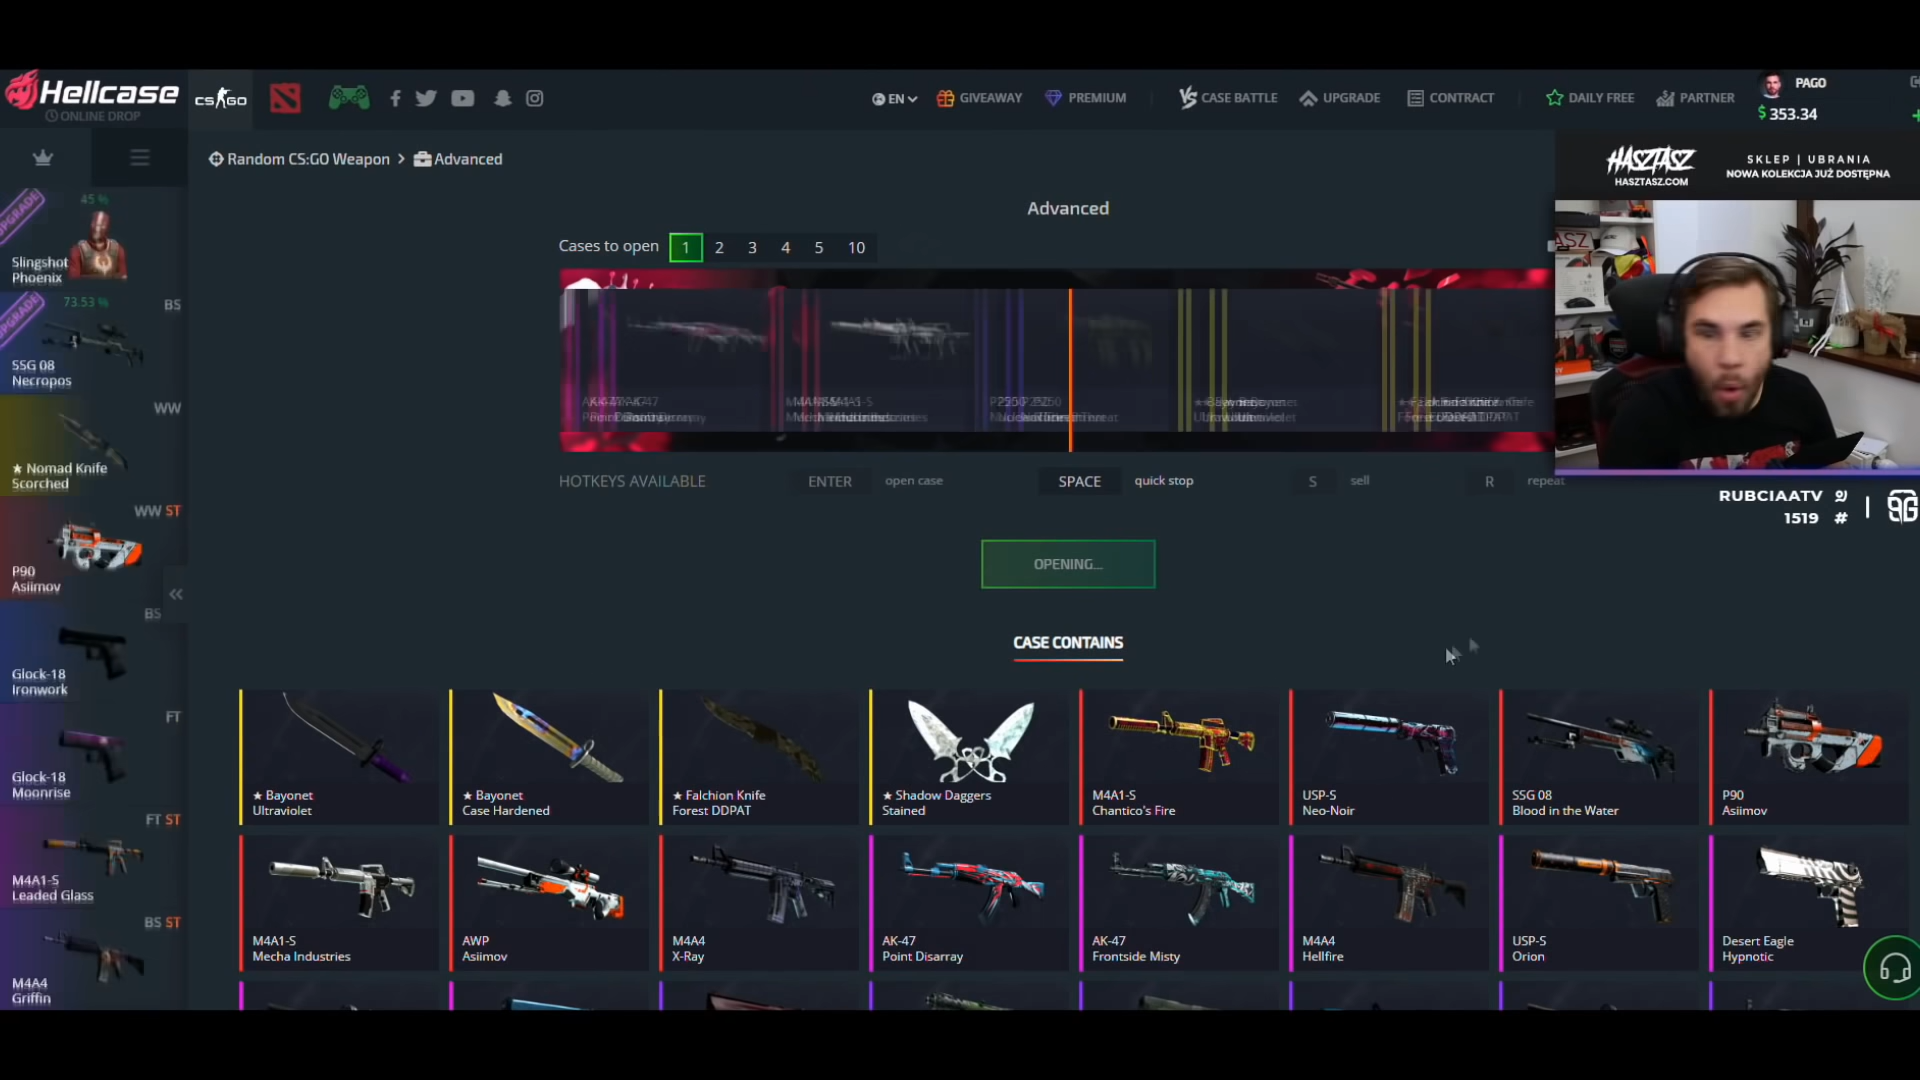 Hellcase
ONLINE DROP
CS GO
EN
GIVEAWAY
PREMIUM
VS CASE BATTLE
UPGRADE
CONTRACT
DAILY FREE
PARTNER
PAGO
$ 353.34
Random CS:GO Weapon > Advanced
HASZTASZ
HASZTASZ.COM
SKLEP | UBRANIA
NOWA KOLEKCJA JUŻ DOSTĘPNA
Advanced
Cases to open 1 2 3 4 5 10
HOTKEYS AVAILABLE
ENTER open case
SPACE quick stop
S sell
R repeat
RUBCIAATV
1519 #
OPENING...
CASE CONTAINS
UPGRADE
45 %
Slingshot
Phoenix
UPGRADE
73.53 %
BS
SSG 08
Necropos
WW
★ Nomad Knife
Scorched
WW ST
P90
Asiimov
BS
Glock-18
Ironwork
FT
Glock-18
Moonrise
FT ST
M4A1-S
Leaded Glass
BS ST
M4A4
Griffin
★ Bayonet
Ultraviolet
★ Bayonet
Case Hardened
★ Falchion Knife
Forest DDPAT
★ Shadow Daggers
Stained
M4A1-S
Chantico's Fire
USP-S
Neo-Noir
SSG 08
Blood in the Water
P90
Asiimov
M4A1-S
Mecha Industries
AWP
Asiimov
M4A4
X-Ray
AK-47
Point Disarray
AK-47
Frontside Misty
M4A4
Hellfire
USP-S
Orion
Desert Eagle
Hypnotic